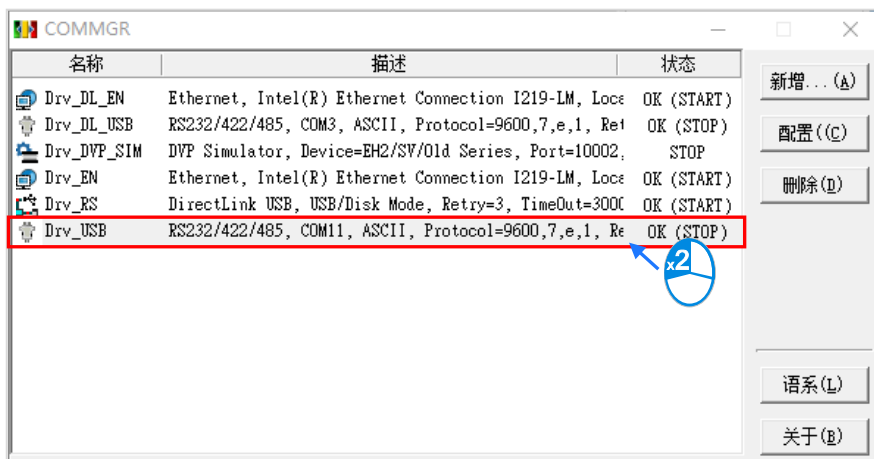 COMMGR
名称 描述 状态
Drv_DL_EN Ethernet, Intel(R) Ethernet Connection I219-LM, Loca OK (START)
Drv_DL_USB RS232/422/485, COM3, ASCII, Protocol=9600,7,e,1, Ret OK (STOP)
Drv_DVP_SIM DVP Simulator, Device=EH2/SV/Old Series, Port=10002, STOP
Drv_EN Ethernet, Intel(R) Ethernet Connection I219-LM, Loca OK (START)
Drv_RS DirectLink USB, USB/Disk Mode, Retry=3, TimeOut=3000 OK (START)
Drv_USB RS232/422/485, COM11, ASCII, Protocol=9600,7,e,1, Re OK (STOP)
x2
新增...(A)
配置((C)
删除(D)
语系(L)
关于(B)